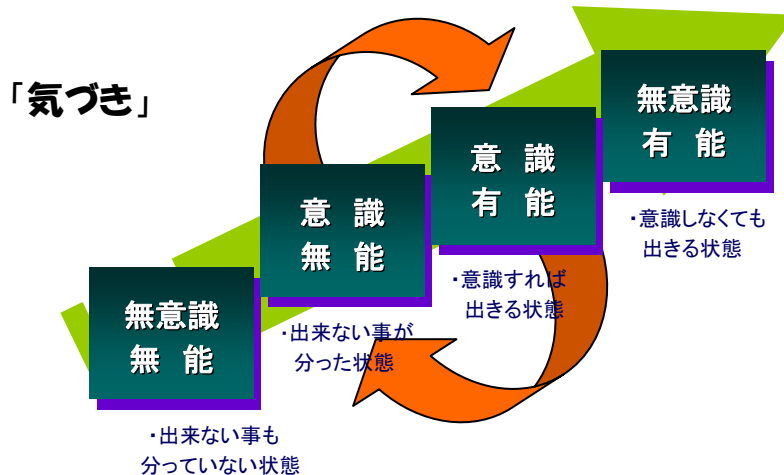 「気づき」
無意識
無 能
・出来ない事も
分っていない状態
意 識
無 能
・出来ない事が
分った状態
意 識
有 能
・意識すれば
出きる状態
無意識
有 能
・意識しなくても
出きる状態